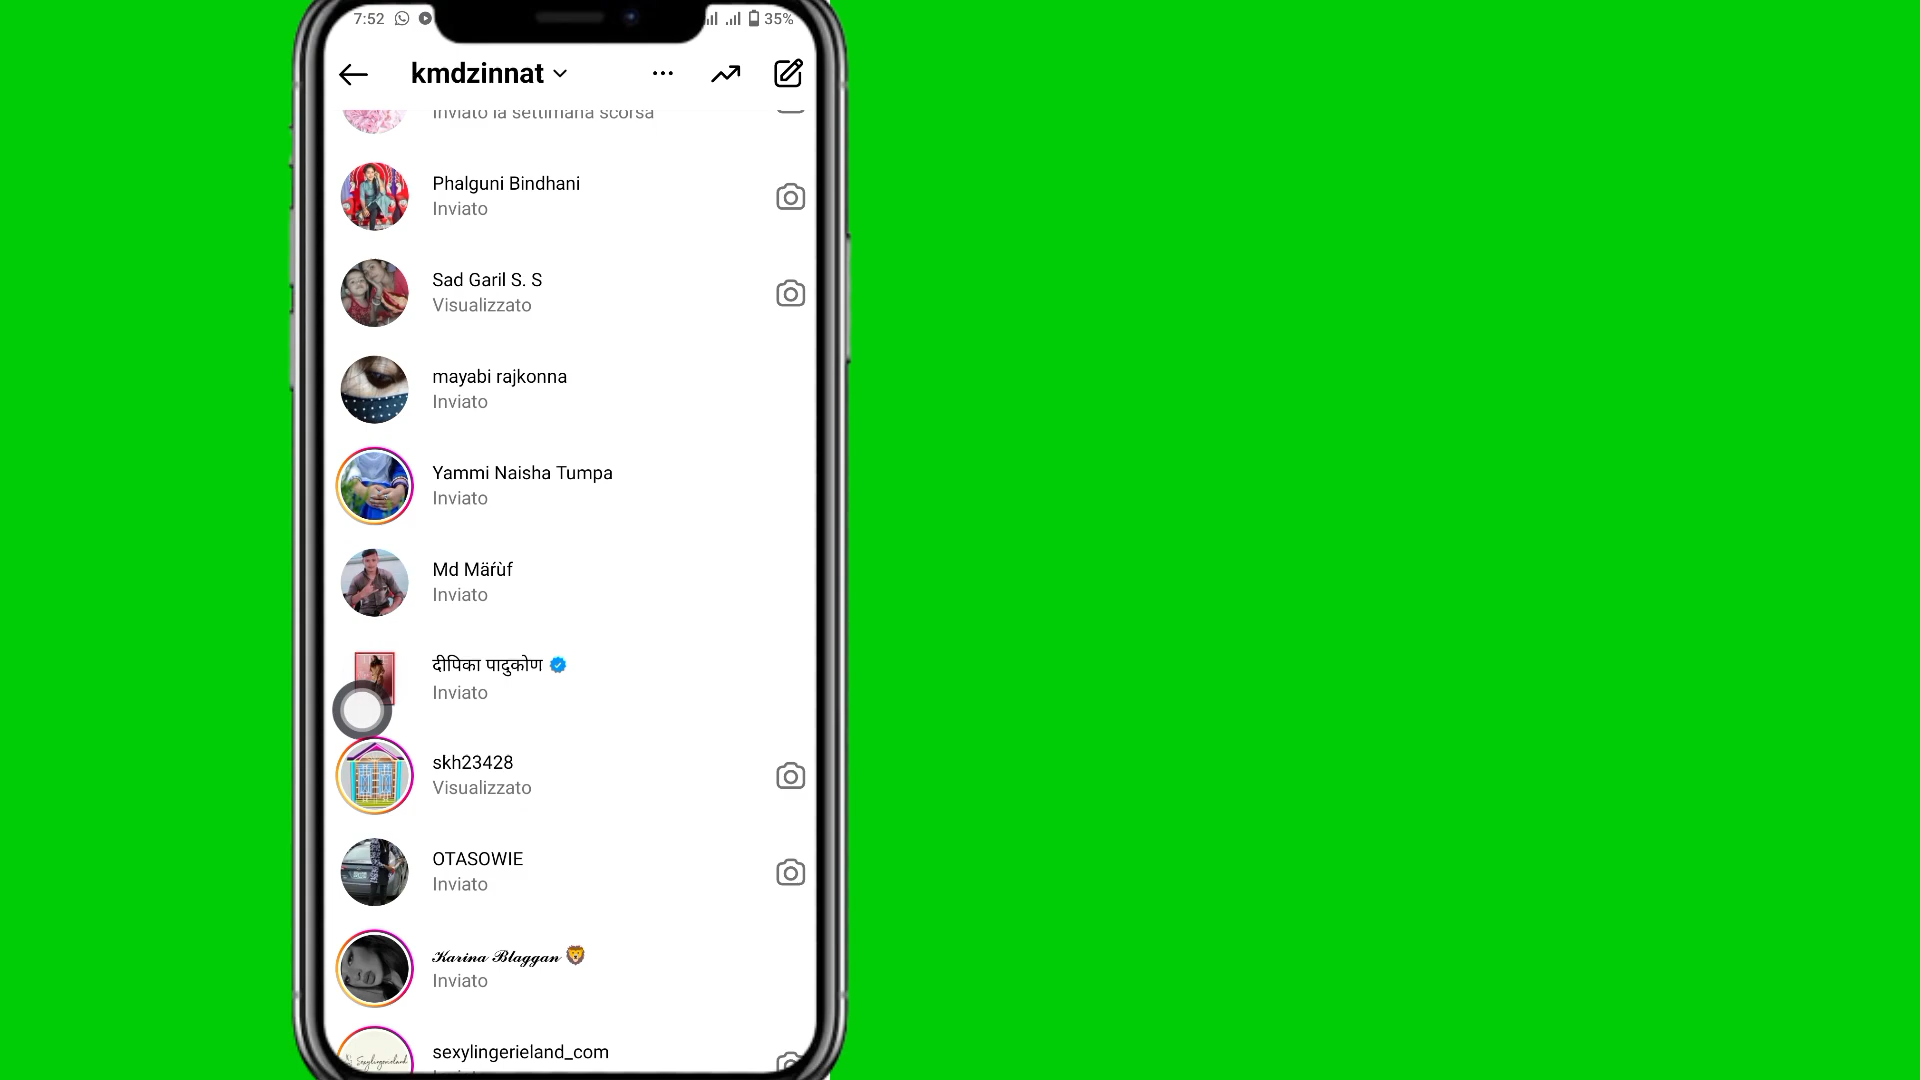 7:52
35%
kmdzinnat
Inviato la settimana scorsa
Phalguni Bindhani
Inviato
Sad Garil S. S
Visualizzato
mayabi rajkonna
Inviato
Yammi Naisha Tumpa
Inviato
Md Mäŕùf
Inviato
दीपिका पादुकोण
Inviato
skh23428
Visualizzato
OTASOWIE
Inviato
𝒦𝒶𝓇𝒾𝓃𝒶 𝐵𝓁𝒶𝑔𝑔𝒶𝓃 🦁
Inviato
sexylingerieland_com